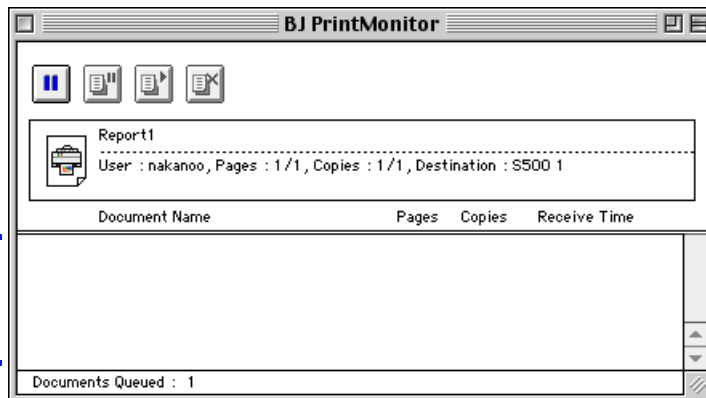 BJ PrintMonitor
Report1
User : nakanoo, Pages : 1/1, Copies : 1/1, Destination : S500 1
Document Name Pages Copies Receive Time
Documents Queued : 1